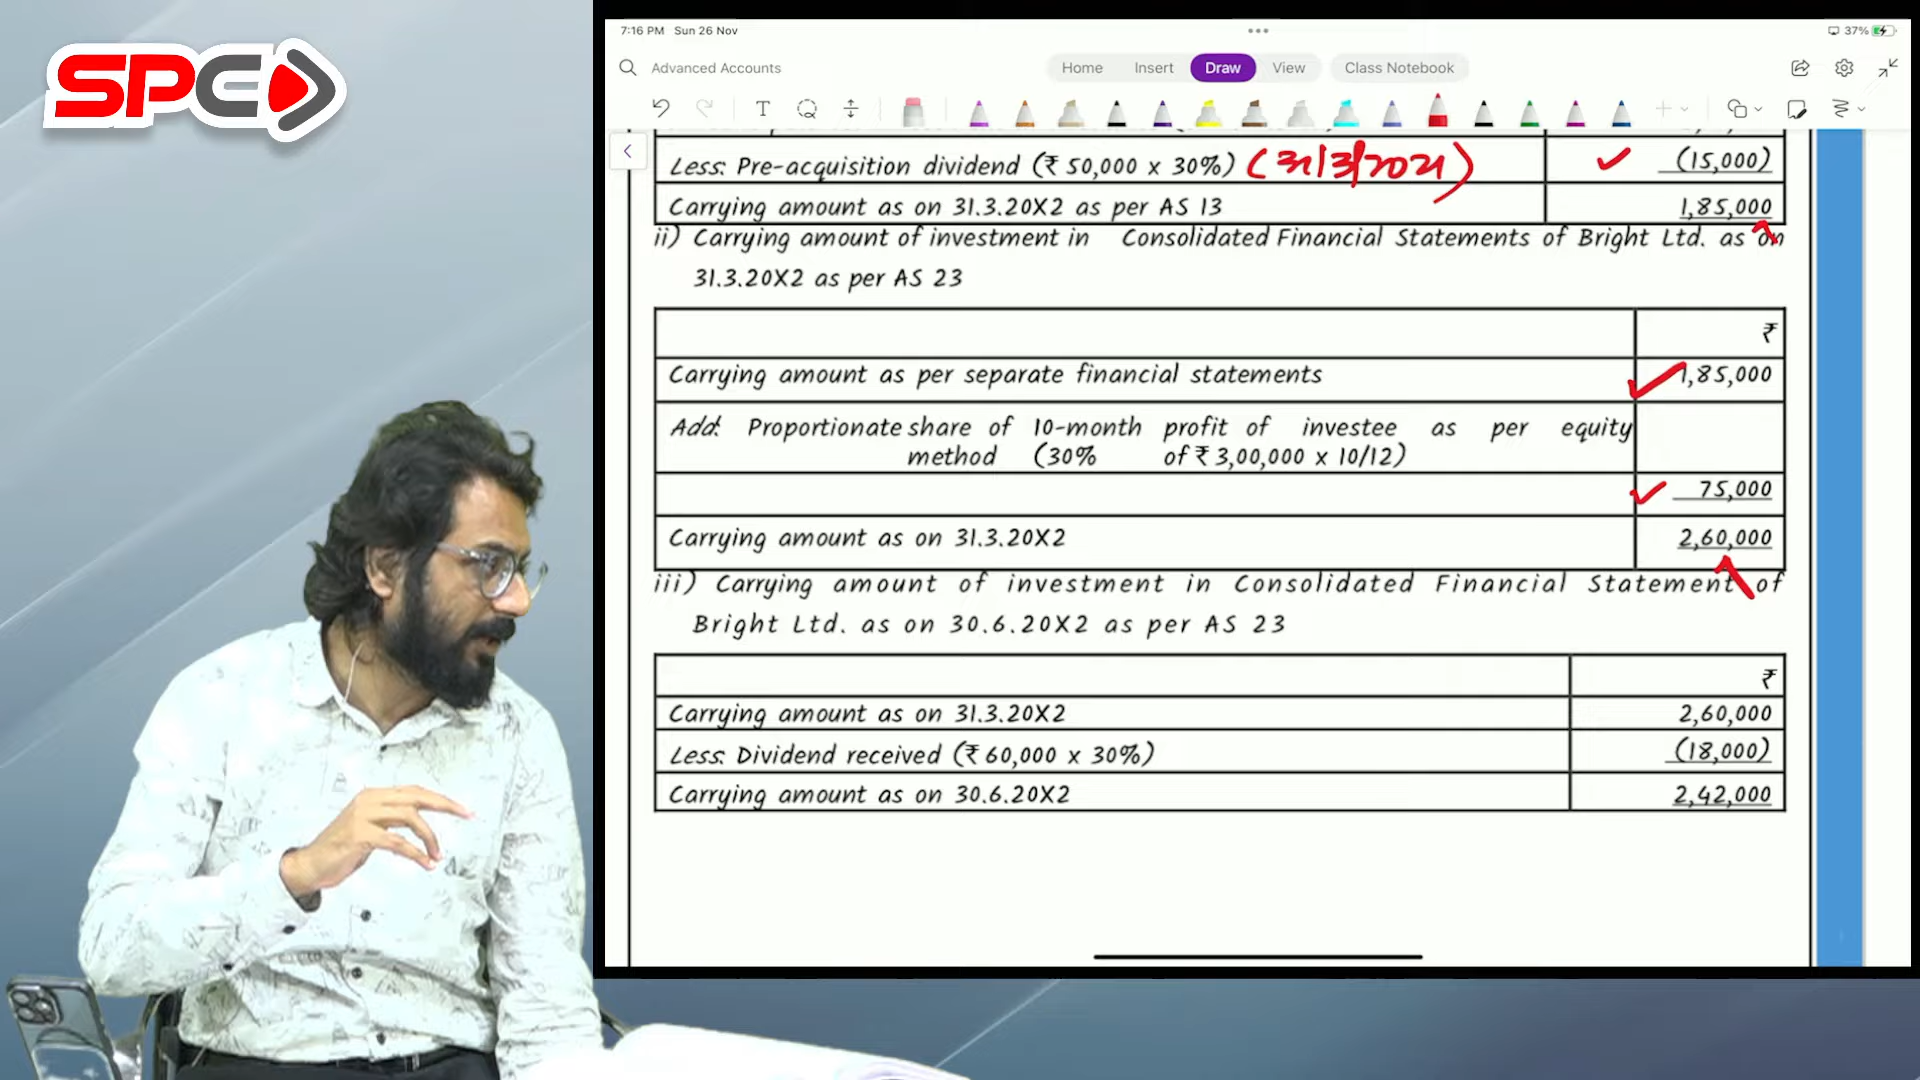 SPC
7:16 PM Sun 26 Nov
37%
Advanced Accounts
Home Insert Draw View Class Notebook
T
Less: Pre-acquisition dividend (₹ 50,000 x 30%) (31/3/2021) (15,000)
Carrying amount as on 31.3.20X2 as per AS 13 1,85,000
ii) Carrying amount of investment in Consolidated Financial Statements of Bright Ltd. as on
31.3.20X2 as per AS 23
₹
Carrying amount as per separate financial statements 1,85,000
Add: Proportionate share of 10-month profit of investee as per equity
method (30% of ₹ 3,00,000 x 10/12)
75,000
Carrying amount as on 31.3.20X2 2,60,000
iii) Carrying amount of investment in Consolidated Financial Statement of
Bright Ltd. as on 30.6.20X2 as per AS 23
₹
Carrying amount as on 31.3.20X2 2,60,000
Less: Dividend received (₹ 60,000 x 30%) (18,000)
Carrying amount as on 30.6.20X2 2,42,000